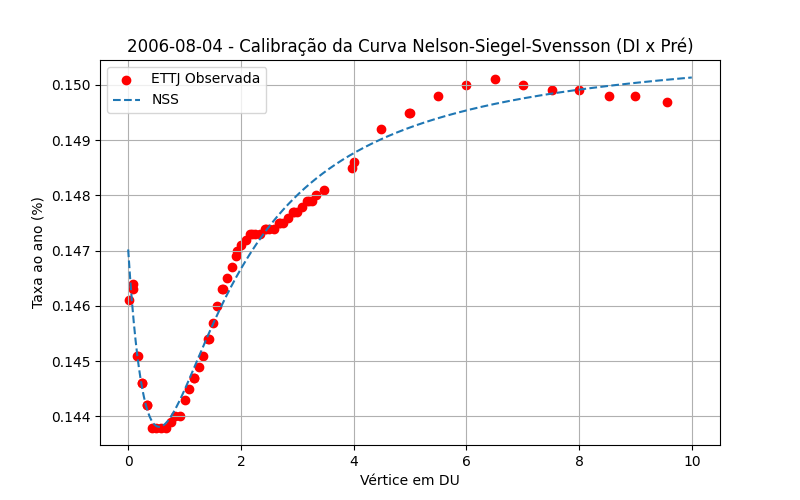 2006-08-04 - Calibração da Curva Nelson-Siegel-Svensson (DI x Pré)
ETTJ Observada
NSS
Taxa ao ano (%)
0.150
0.149
0.148
0.147
0.146
0.145
0.144
0 2 4 6 8 10
Vértice em DU